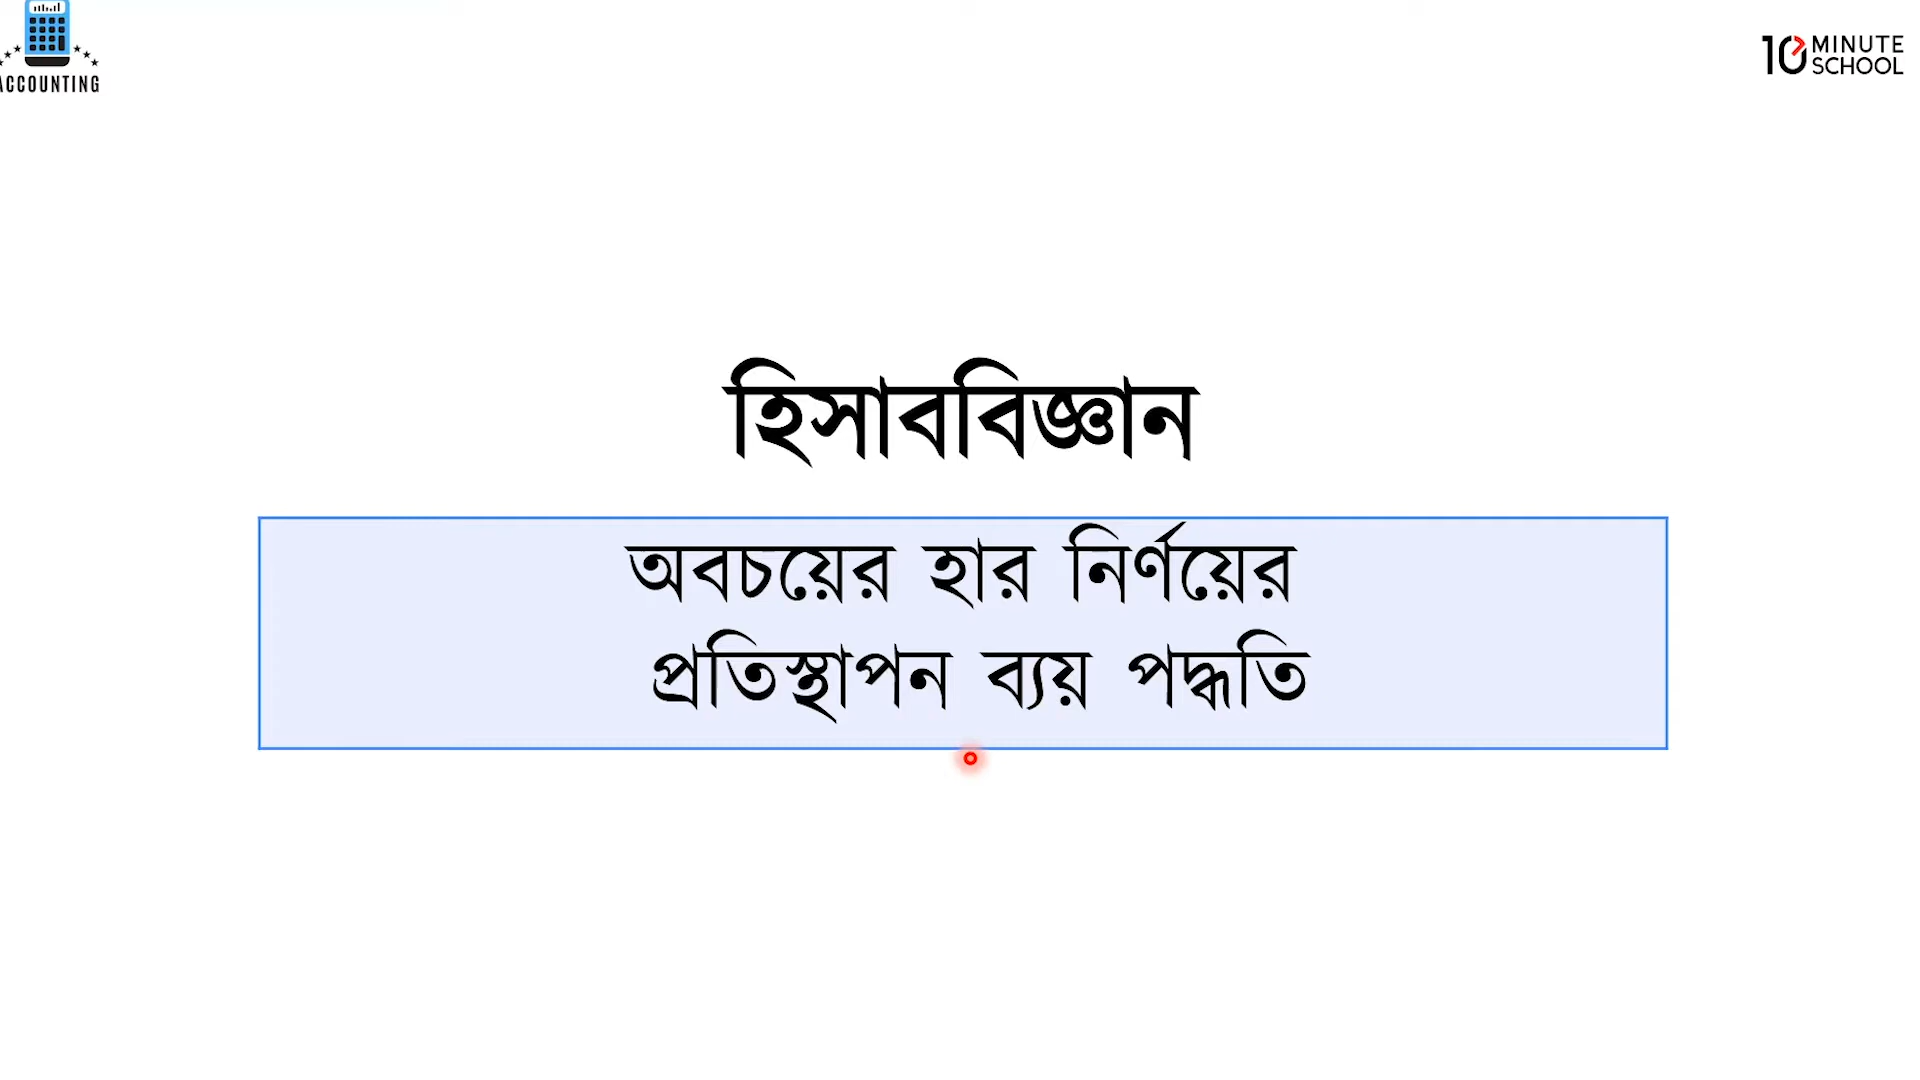 ACCOUNTING
10 MINUTE
SCHOOL
হিসাববিজ্ঞান
অবচয়ের হার নির্ণয়ের
প্রতিস্থাপন ব্যয় পদ্ধতি